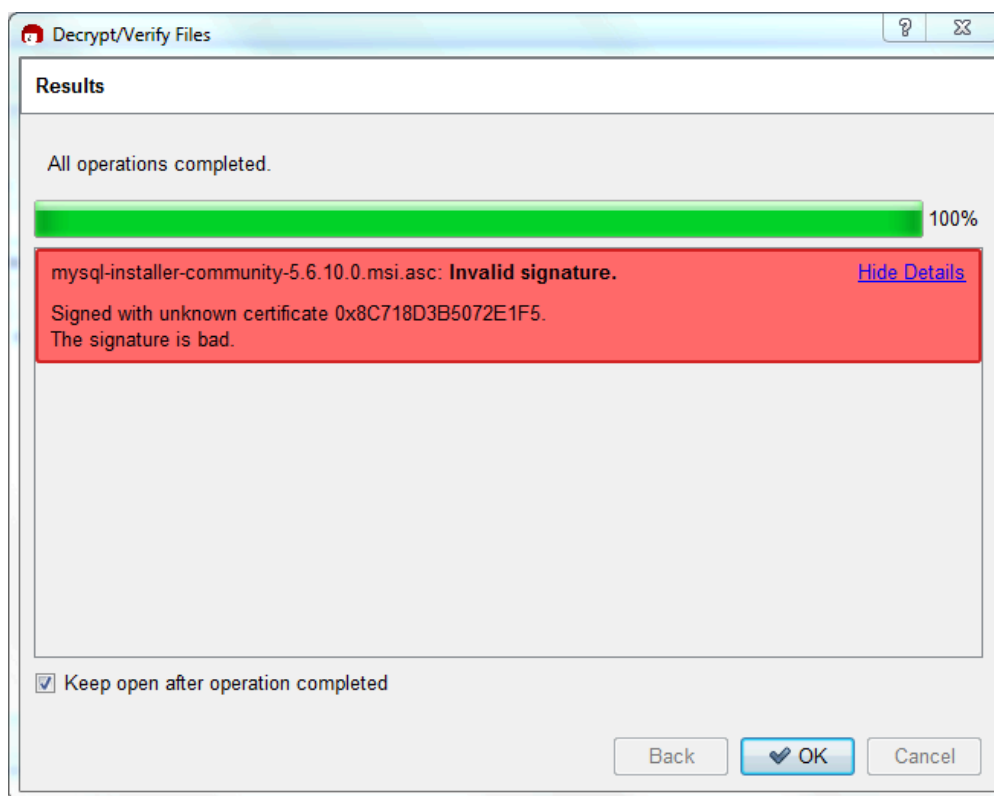 Decrypt/Verify Files
Results
All operations completed.
100%
mysql-installer-community-5.6.10.0.msi.asc: Invalid signature. Hide Details
Signed with unknown certificate 0x8C718D3B5072E1F5.
The signature is bad.
Keep open after operation completed
Back OK Cancel